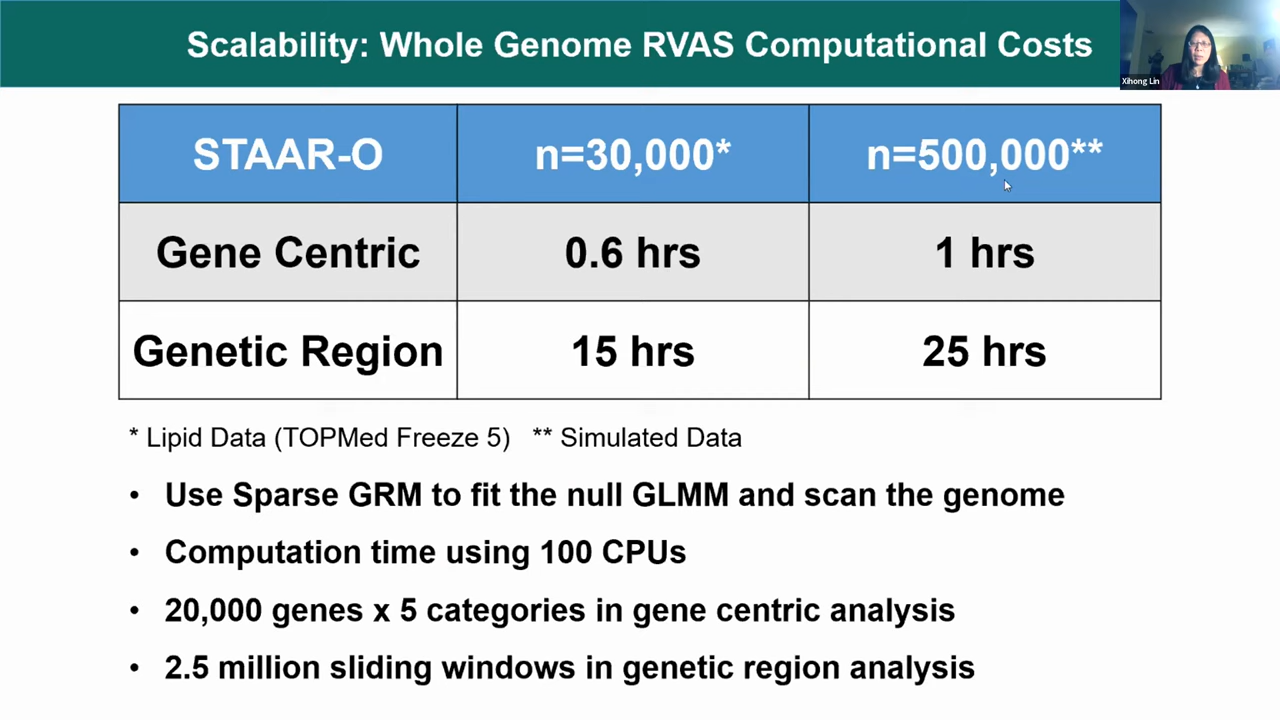 Scalability: Whole Genome RVAS Computational Costs
Xihong Lin
STAAR-O n=30,000* n=500,000**
Gene Centric 0.6 hrs 1 hrs
Genetic Region 15 hrs 25 hrs
* Lipid Data (TOPMed Freeze 5) ** Simulated Data
• Use Sparse GRM to fit the null GLMM and scan the genome
• Computation time using 100 CPUs
• 20,000 genes x 5 categories in gene centric analysis
• 2.5 million sliding windows in genetic region analysis